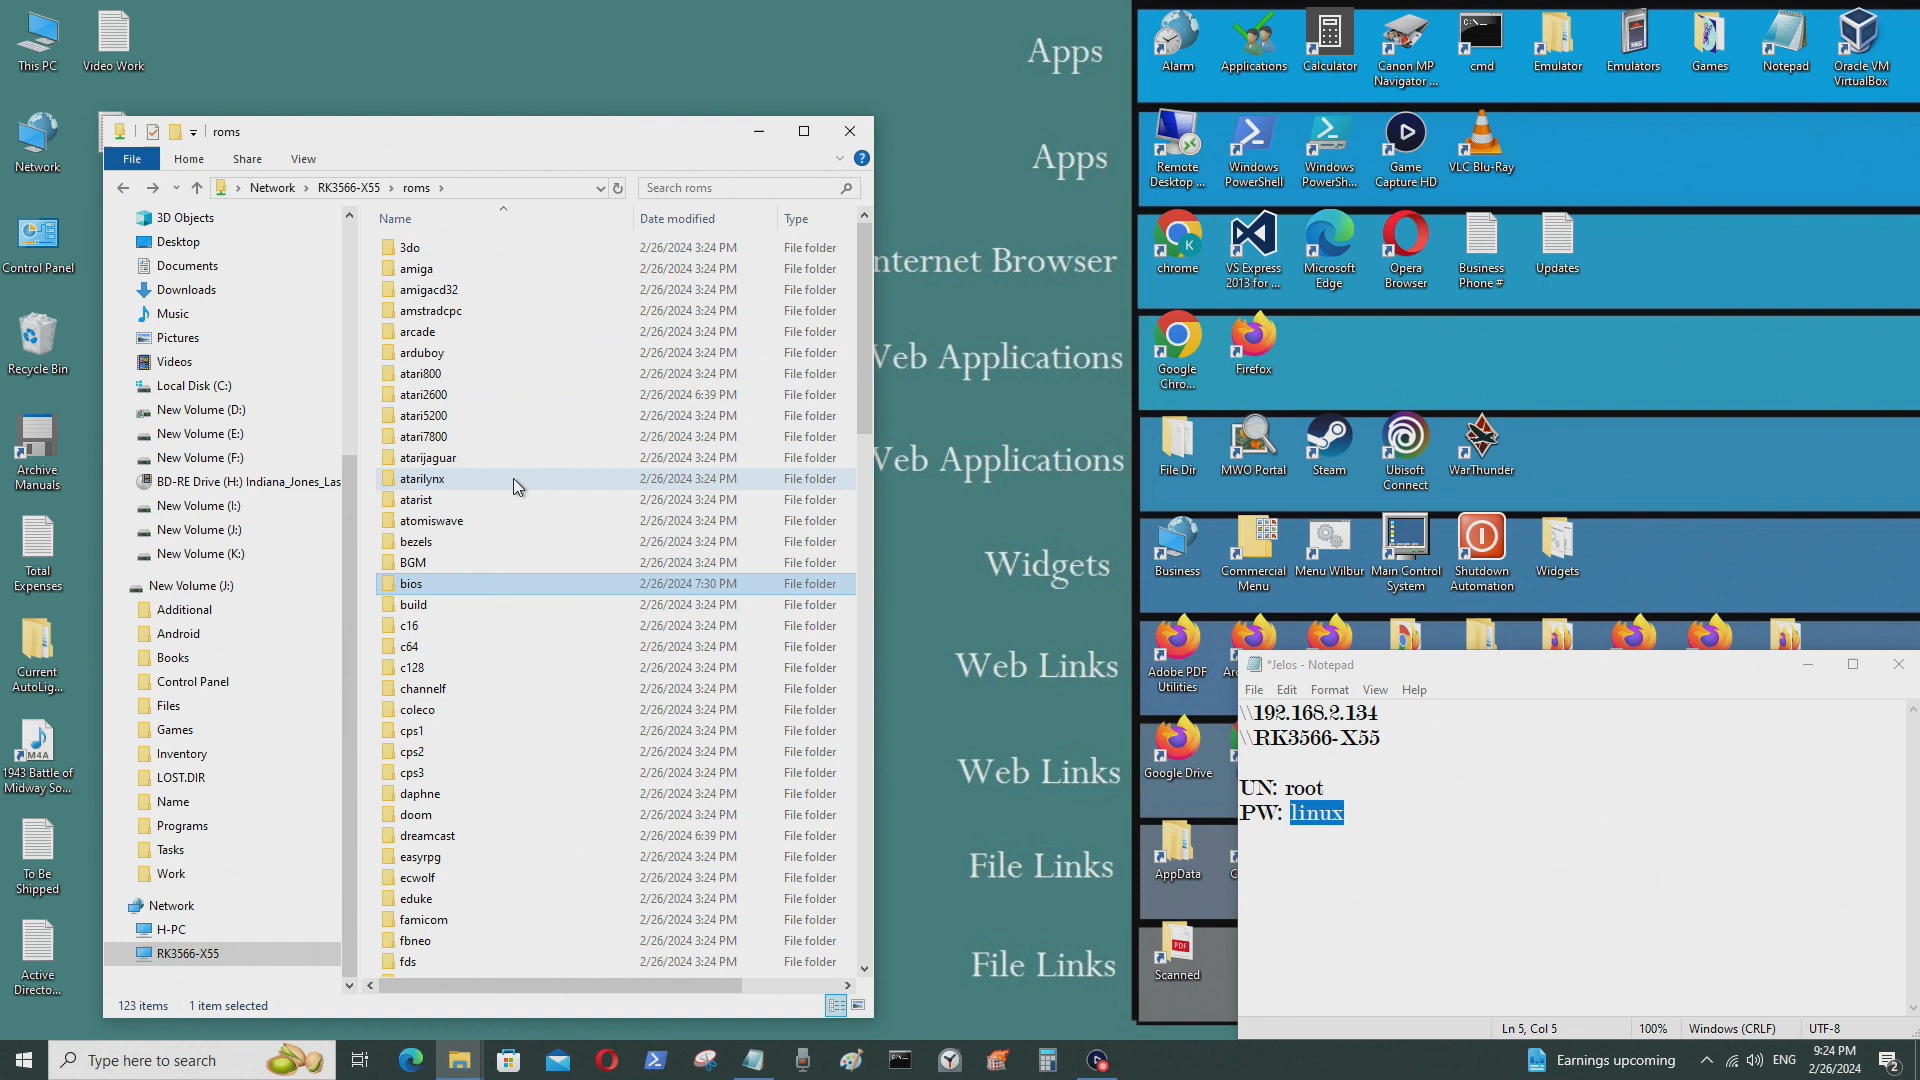 This PC
Video Work
Network
Control Panel
Recycle Bin
Archive
Manuals
Total
Expenses
Current
AutoLig...
M4A
1943 Battle of
Midway So...
To Be
Shipped
Active
Directo...
roms
File
Home
Share
View
Network
RK3566-X55
roms
Search roms
3D Objects
Desktop
Documents
Downloads
Music
Pictures
Videos
Local Disk (C:)
New Volume (D:)
New Volume (E:)
New Volume (F:)
BD-RE Drive (H:) Indiana_Jones_Las
New Volume (I:)
New Volume (J:)
New Volume (K:)
New Volume (J:)
Additional
Android
Books
Control Panel
Files
Games
Inventory
LOST.DIR
Name
Programs
Tasks
Work
Network
H-PC
RK3566-X55
Name Date modified Type
3do 2/26/2024 3:24 PM File folder
amiga 2/26/2024 3:24 PM File folder
amigacd32 2/26/2024 3:24 PM File folder
amstradcpc 2/26/2024 3:24 PM File folder
arcade 2/26/2024 3:24 PM File folder
arduboy 2/26/2024 3:24 PM File folder
atari800 2/26/2024 3:24 PM File folder
atari2600 2/26/2024 6:39 PM File folder
atari5200 2/26/2024 3:24 PM File folder
atari7800 2/26/2024 3:24 PM File folder
atarijaguar 2/26/2024 3:24 PM File folder
atarilynx 2/26/2024 3:24 PM File folder
atarist 2/26/2024 3:24 PM File folder
atomiswave 2/26/2024 3:24 PM File folder
bezels 2/26/2024 3:24 PM File folder
BGM 2/26/2024 3:24 PM File folder
bios 2/26/2024 7:30 PM File folder
build 2/26/2024 3:24 PM File folder
c16 2/26/2024 3:24 PM File folder
c64 2/26/2024 3:24 PM File folder
c128 2/26/2024 3:24 PM File folder
channelf 2/26/2024 3:24 PM File folder
coleco 2/26/2024 3:24 PM File folder
cps1 2/26/2024 3:24 PM File folder
cps2 2/26/2024 3:24 PM File folder
cps3 2/26/2024 3:24 PM File folder
daphne 2/26/2024 3:24 PM File folder
doom 2/26/2024 3:24 PM File folder
dreamcast 2/26/2024 6:39 PM File folder
easyrpg 2/26/2024 3:24 PM File folder
ecwolf 2/26/2024 3:24 PM File folder
eduke 2/26/2024 3:24 PM File folder
famicom 2/26/2024 3:24 PM File folder
fbneo 2/26/2024 3:24 PM File folder
fds 2/26/2024 3:24 PM File folder
123 items 1 item selected
Apps
Apps
nternet Browser
Web Applications
Web Applications
Widgets
Web Links
Web Links
File Links
File Links
Alarm
Applications
Calculator
Canon MP
Navigator ...
cmd
Emulator
Emulators
Games
Notepad
Oracle VM
VirtualBox
Remote
Desktop ...
Windows
PowerShell
Windows
PowerSh...
Game
Capture HD
VLC Blu-Ray
K
chrome
VS Express
2013 for ...
Microsoft
Edge
Opera
Browser
Business
Phone #
Updates
Google
Chro...
Firefox
File Dir
MWO Portal
Steam
Ubisoft
Connect
WarThunder
Business
Commercial
Menu
Menu Wilbur
Main Control
System
Shutdown
Automation
Widgets
Adobe PDF
Utilities
Google Drive
AppData
PDF
Scanned
*Jelos - Notepad
File Edit Format View Help
\\192.168.2.134
\\RK3566-X55
UN: root
PW: linux
Ln 5, Col 5 100% Windows (CRLF) UTF-8
Type here to search
Earnings upcoming
ENG
9:24 PM
2/26/2024
2